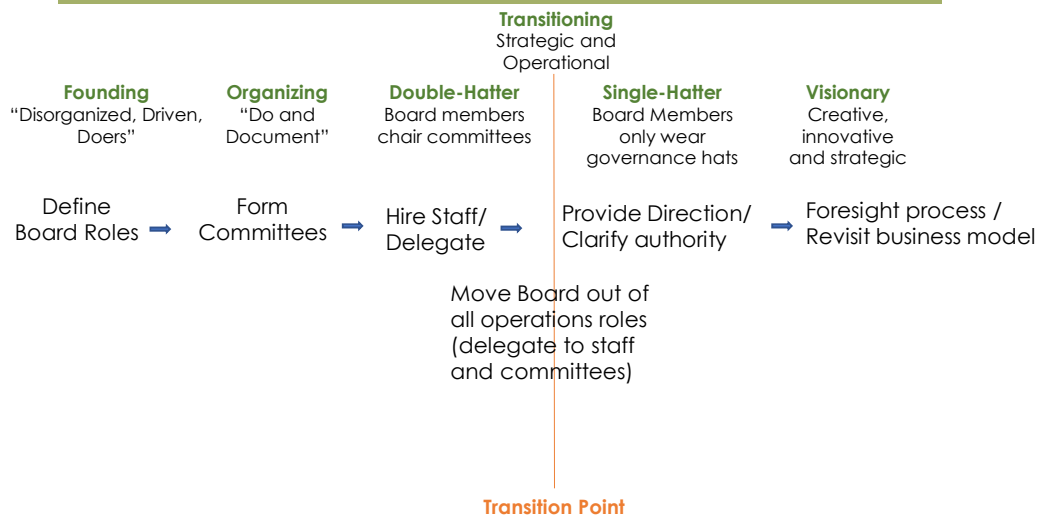 Transitioning
Strategic and
Operational
Founding
“Disorganized, Driven,
Doers”
Organizing
“Do and
Document”
Double-Hatter
Board members
chair committees
Single-Hatter
Board Members
only wear
governance hats
Visionary
Creative,
innovative
and strategic
Define
Board Roles
Form
Committees
Hire Staff/
Delegate
Provide Direction/
Clarify authority
Foresight process /
Revisit business model
Move Board out of
all operations roles
(delegate to staff
and committees)
Transition Point